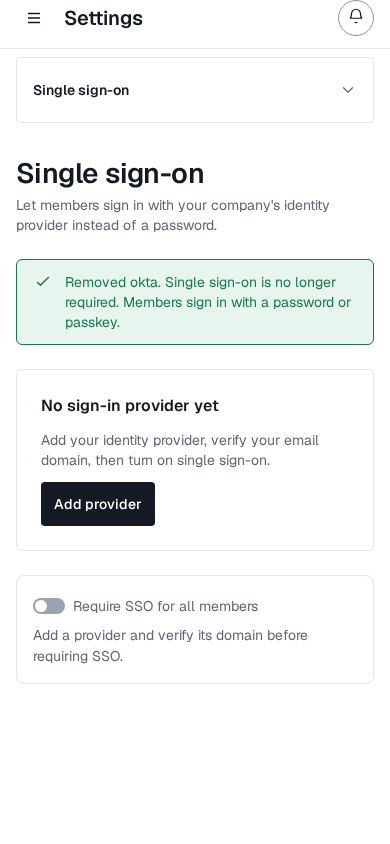 Settings
Single sign-on
Single sign-on
Let members sign in with your company's identity
provider instead of a password.
Removed okta. Single sign-on is no longer
required. Members sign in with a password or
passkey.
No sign-in provider yet
Add your identity provider, verify your email
domain, then turn on single sign-on.
Add provider
Require SSO for all members
Add a provider and verify its domain before
requiring SSO.